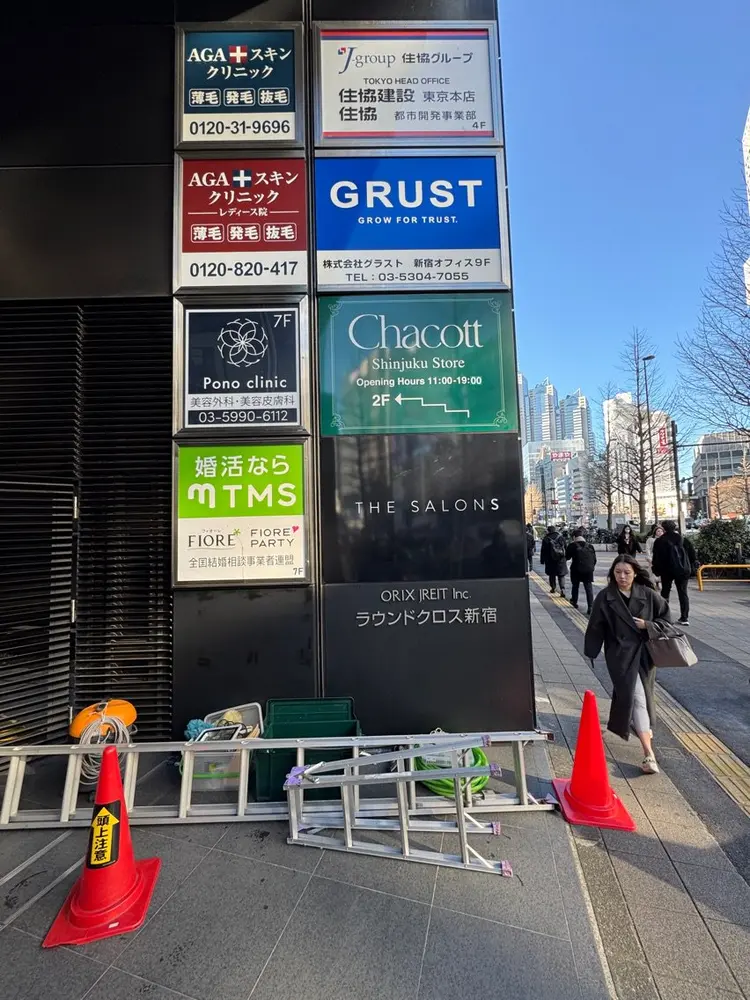 AGA スキン
クリニック
薄毛 発毛 抜毛
0120-31-9696
J-group 住協グループ
TOKYO HEAD OFFICE
住協建設 東京本店
住協 都市開発事業部
4F
AGA スキン
クリニック
レディース院
薄毛 発毛 抜毛
0120-820-417
GRUST
GROW FOR TRUST.
株式会社グラスト 新宿オフィス9F
TEL : 03-5304-7055
7F
Pono clinic
美容外科・美容皮膚科
03-5990-6112
Chacott
Shinjuku Store
Opening Hours 11:00-19:00
2F
婚活なら
TMS
フィオーレ
FIORE FIORE
PARTY
全国結婚相談事業者連盟
7F
THE SALONS
ORIX JREIT Inc.
ラウンドクロス新宿
頭上注意